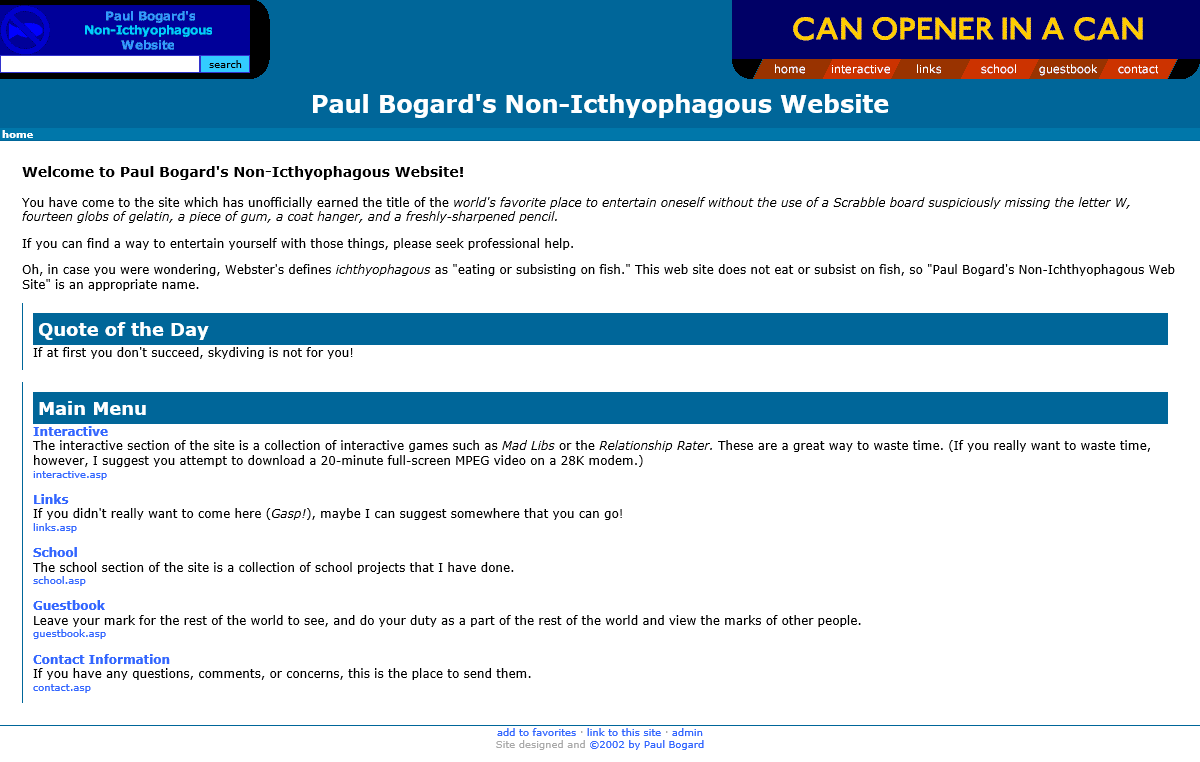 Paul Bogard's
Non-Icthyophagous
Website
search
CAN OPENER IN A CAN
home interactive links school guestbook contact
Paul Bogard's Non-Icthyophagous Website
home
Welcome to Paul Bogard's Non-Icthyophagous Website!
You have come to the site which has unofficially earned the title of the world's favorite place to entertain oneself without the use of a Scrabble board suspiciously missing the letter W,
fourteen globs of gelatin, a piece of gum, a coat hanger, and a freshly-sharpened pencil.
If you can find a way to entertain yourself with those things, please seek professional help.
Oh, in case you were wondering, Webster's defines ichthyophagous as "eating or subsisting on fish." This web site does not eat or subsist on fish, so "Paul Bogard's Non-Ichthyophagous Web
Site" is an appropriate name.
Quote of the Day
If at first you don't succeed, skydiving is not for you!
Main Menu
Interactive
The interactive section of the site is a collection of interactive games such as Mad Libs or the Relationship Rater. These are a great way to waste time. (If you really want to waste time,
however, I suggest you attempt to download a 20-minute full-screen MPEG video on a 28K modem.)
interactive.asp
Links
If you didn't really want to come here (Gasp!), maybe I can suggest somewhere that you can go!
links.asp
School
The school section of the site is a collection of school projects that I have done.
school.asp
Guestbook
Leave your mark for the rest of the world to see, and do your duty as a part of the rest of the world and view the marks of other people.
guestbook.asp
Contact Information
If you have any questions, comments, or concerns, this is the place to send them.
contact.asp
add to favorites · link to this site · admin
Site designed and ©2002 by Paul Bogard